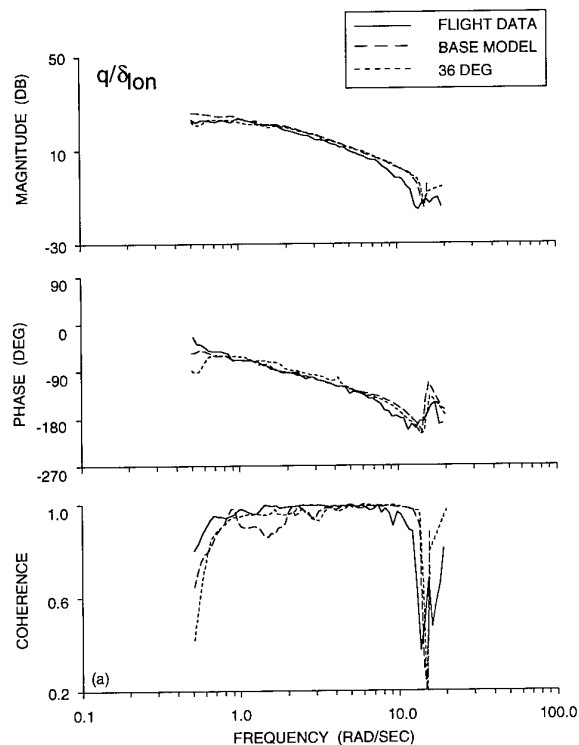 FLIGHT DATA
BASE MODEL
36 DEG
q/δlon
MAGNITUDE (DB)
50
10
-30
PHASE (DEG)
90
0
-90
-180
-270
COHERENCE
1.0
0.6
0.2
(a)
0.1 1.0 10.0 100.0
FREQUENCY (RAD/SEC)